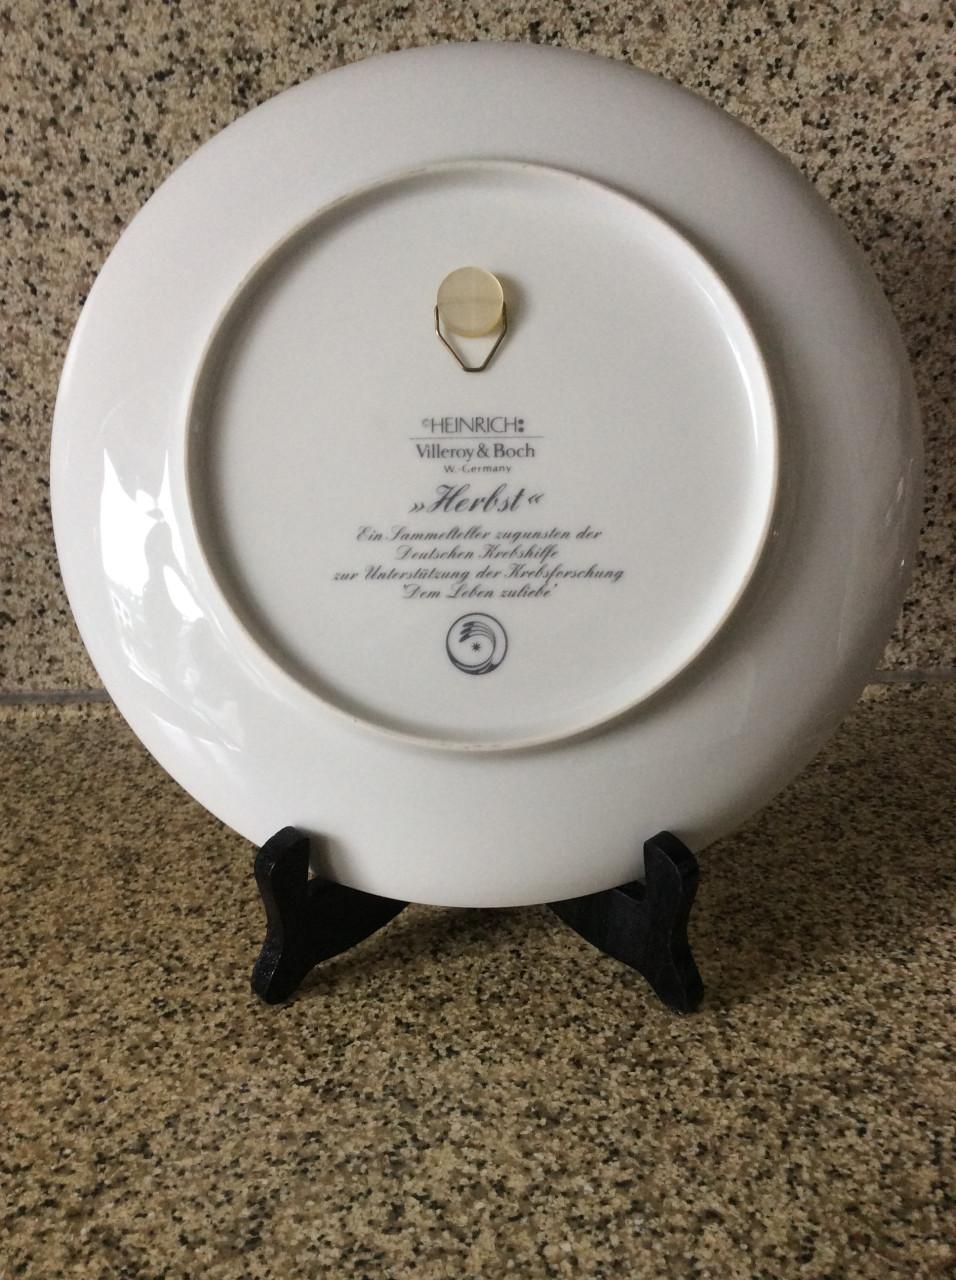 ©HEINRICH:
Villeroy & Boch
W.-Germany
»Herbst«
Ein Sammelteller zugunsten der
Deutschen Krebshilfe
zur Unterstützung der Krebsforschung
"Dem Leben zuliebe"